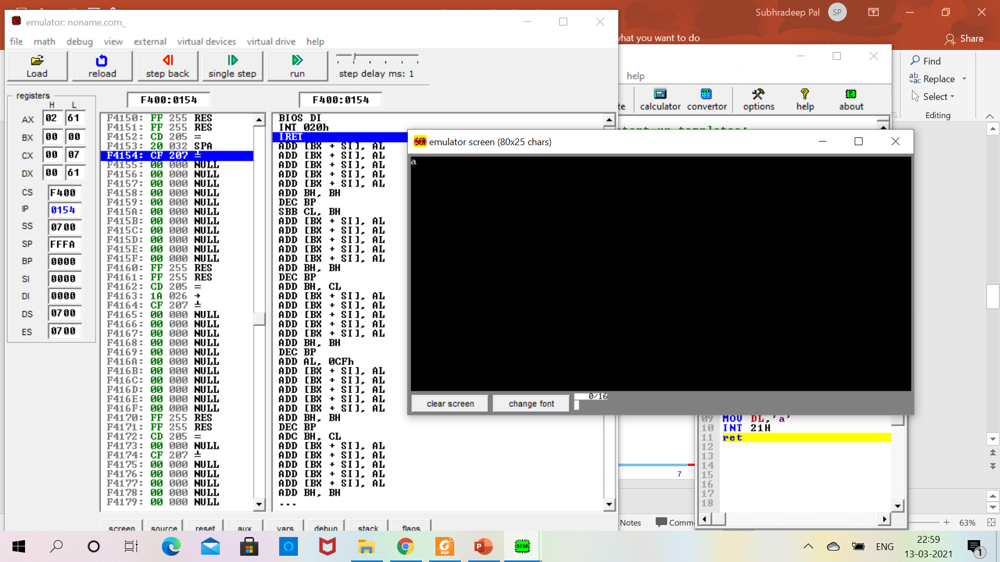 Subhradeep Pal SP
what you want to do
Share
Find
Replace
Select
Editing
emulator: noname.com_
file math debug view external virtual devices virtual drive help
Load reload step back single step run step delay ms: 1
registers
H L
AX 02 61
BX 00 00
CX 00 07
DX 00 61
CS F400
IP 0154
SS 0700
SP FFFA
BP 0000
SI 0000
DI 0000
DS 0700
ES 0700
F400:0154 F400:0154
F4150: FF 255 RES
F4151: FF 255 RES
F4152: CD 205 =
F4153: 20 032 SPA
F4154: CF 207 ╧
F4155: 00 000 NULL
F4156: 00 000 NULL
F4157: 00 000 NULL
F4158: 00 000 NULL
F4159: 00 000 NULL
F415A: 00 000 NULL
F415B: 00 000 NULL
F415C: 00 000 NULL
F415D: 00 000 NULL
F415E: 00 000 NULL
F415F: 00 000 NULL
F4160: FF 255 RES
F4161: FF 255 RES
F4162: CD 205 =
F4163: 1A 026 →
F4164: CF 207 ╧
F4165: 00 000 NULL
F4166: 00 000 NULL
F4167: 00 000 NULL
F4168: 00 000 NULL
F4169: 00 000 NULL
F416A: 00 000 NULL
F416B: 00 000 NULL
F416C: 00 000 NULL
F416D: 00 000 NULL
F416E: 00 000 NULL
F416F: 00 000 NULL
F4170: FF 255 RES
F4171: FF 255 RES
F4172: CD 205 =
F4173: 00 000 NULL
F4174: CF 207 ╧
F4175: 00 000 NULL
F4176: 00 000 NULL
F4177: 00 000 NULL
F4178: 00 000 NULL
F4179: 00 000 NULL
BIOS DI
INT 020h
IRET
ADD [BX + SI], AL
ADD [BX + SI], AL
ADD [BX + SI], AL
ADD [BX + SI], AL
ADD [BX + SI], AL
ADD BH, BH
DEC BP
SBB CL, BH
ADD [BX + SI], AL
ADD [BX + SI], AL
ADD [BX + SI], AL
ADD [BX + SI], AL
ADD [BX + SI], AL
ADD BH, BH
DEC BP
ADD BH, CL
ADD [BX + SI], AL
ADD [BX + SI], AL
ADD [BX + SI], AL
ADD [BX + SI], AL
ADD [BX + SI], AL
ADD BH, BH
DEC BP
ADD AL, 0CFh
ADD [BX + SI], AL
ADD [BX + SI], AL
ADD [BX + SI], AL
ADD [BX + SI], AL
ADD [BX + SI], AL
ADD BH, BH
DEC BP
ADC BH, CL
ADD [BX + SI], AL
ADD [BX + SI], AL
ADD [BX + SI], AL
ADD [BX + SI], AL
ADD [BX + SI], AL
ADD BH, BH
...
screen source reset aux vars debug stack flags
help
calculator convertor options help about
emulator screen (80x25 chars)
a
clear screen change font 0/16
09 MOV DL,'a'
10 INT 21H
11 ret
12
13
14
15
16
17
18
7
Notes Comm 63%
ENG
22:59
13-03-2021
1